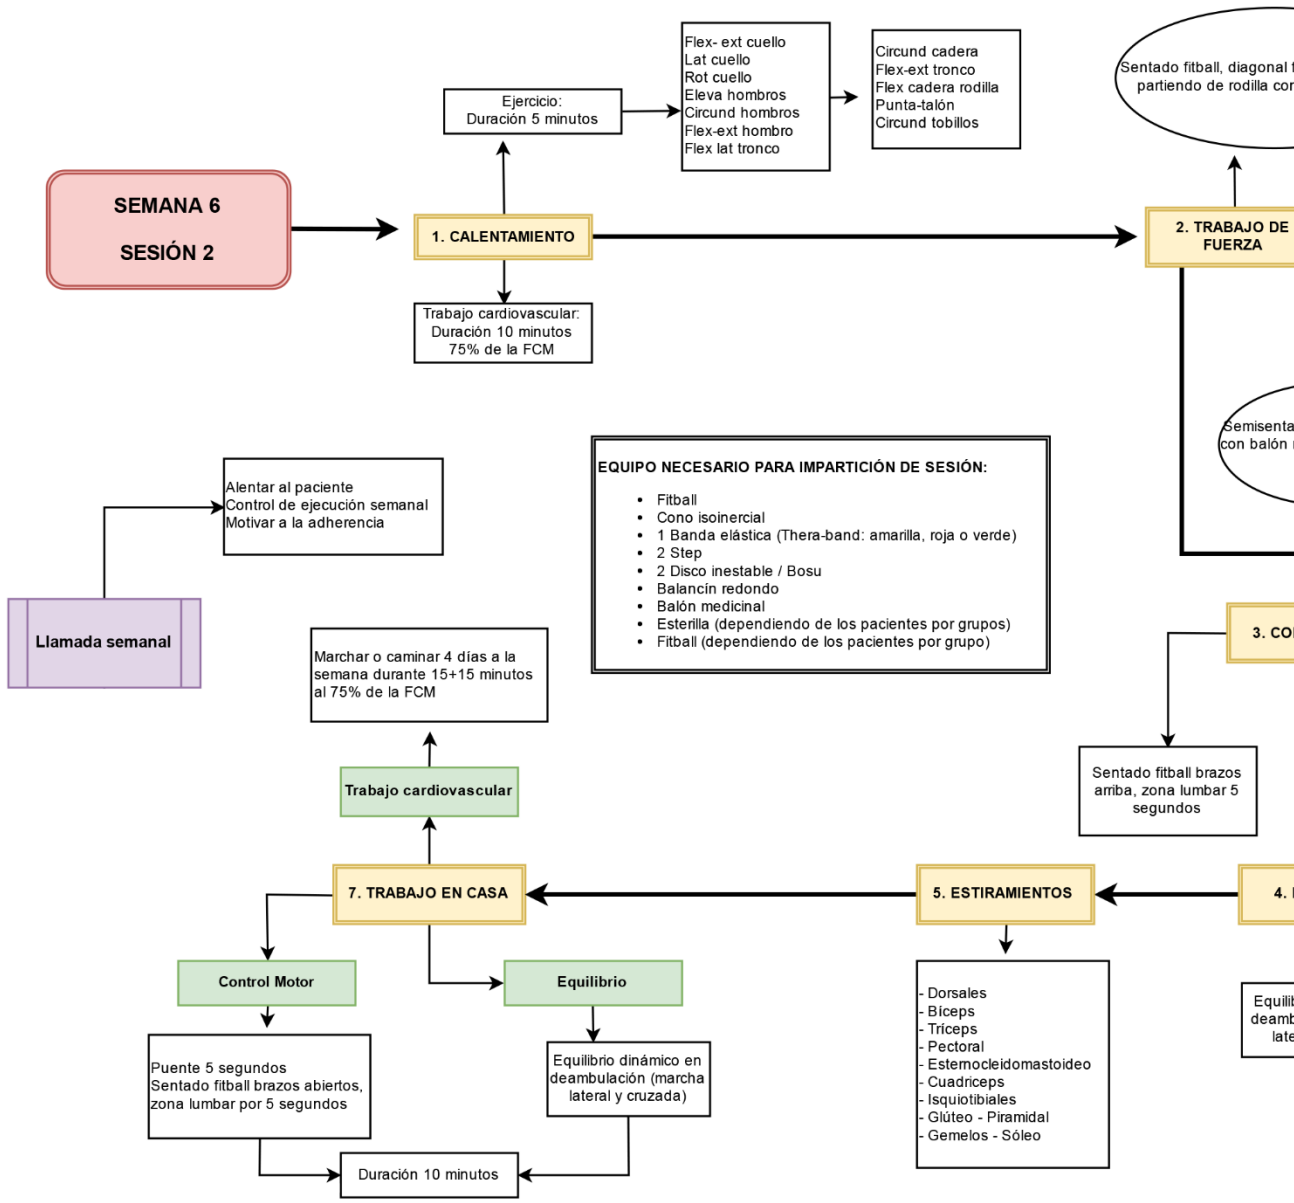 SEMANA 6
SESIÓN 2
1. CALENTAMIENTO
Ejercicio:
Duración 5 minutos
Flex- ext cuello
Lat cuello
Rot cuello
Eleva hombros
Circund hombros
Flex-ext hombro
Flex lat tronco
Circund cadera
Flex-ext tronco
Flex cadera rodilla
Punta-talón
Circund tobillos
Trabajo cardiovascular:
Duración 10 minutos
75% de la FCM
Sentado fitball, diagonal
partiendo de rodilla
2. TRABAJO DE
FUERZA
con balón
EQUIPO NECESARIO PARA IMPARTICIÓN DE SESIÓN:
• Fitball
• Cono isoinercial
• 1 Banda elástica (Thera-band: amarilla, roja o verde)
• 2 Step
• 2 Disco inestable / Bosu
• Balancín redondo
• Balón medicinal
• Esterilla (dependiendo de los pacientes por grupos)
• Fitball (dependiendo de los pacientes por grupo)
Alentar al paciente
Control de ejecución semanal
Motivar a la adherencia
Llamada semanal
3.
Sentado fitball brazos
arriba, zona lumbar 5
segundos
4.
5. ESTIRAMIENTOS
- Dorsales
- Bíceps
- Tríceps
- Pectoral
- Esternocleidomastoideo
- Cuadriceps
- Isquiotibiales
- Glúteo - Piramidal
- Gemelos - Sóleo
7. TRABAJO EN CASA
Trabajo cardiovascular
Marchar o caminar 4 días a la
semana durante 15+15 minutos
al 75% de la FCM
Control Motor
Puente 5 segundos
Sentado fitball brazos abiertos,
zona lumbar por 5 segundos
Equilibrio
Equilibrio dinámico en
deambulación (marcha
lateral y cruzada)
Duración 10 minutos